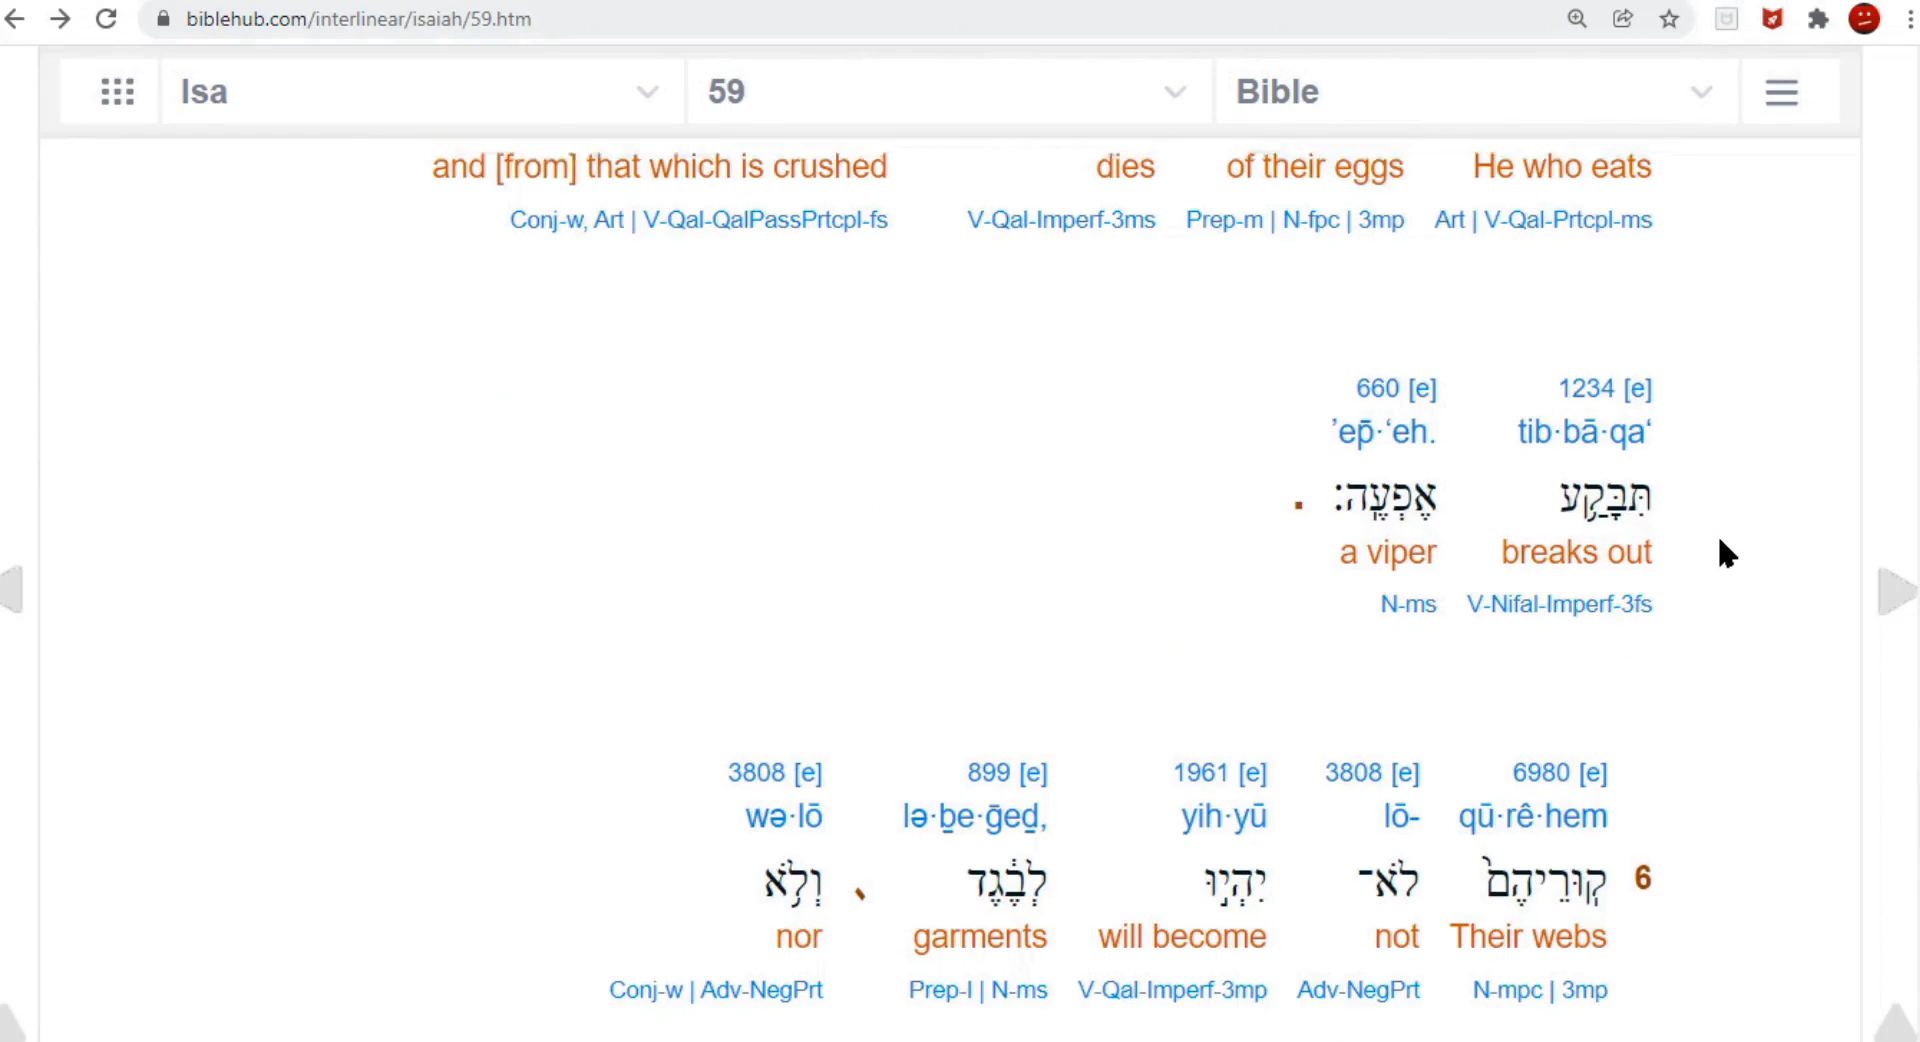 biblehub.com/interlinear/isaiah/59.htm
Isa 59 Bible
and [from] that which is crushed dies of their eggs He who eats
Conj-w, Art | V-Qal-QalPassPrtcpl-fs V-Qal-Imperf-3ms Prep-m | N-fpc | 3mp Art | V-Qal-Prtcpl-ms
660 [e] 1234 [e]
’ep̄·‘eh. tib·bā·qa‘
תִּבָּקַ֥ע אֶפְעֶֽה׃ .
a viper breaks out
N-ms V-Nifal-Imperf-3fs
3808 [e] 899 [e] 1961 [e] 3808 [e] 6980 [e]
wə·lō lə·ḇe·ḡeḏ, yih·yū lō- qū·rê·hem
6 קֽוּרֵיהֶם֙ לֹא־ יִהְי֣וּ לְבֶ֔גֶד 、 וְלֹ֥א
nor garments will become not Their webs
Conj-w | Adv-NegPrt Prep-l | N-ms V-Qal-Imperf-3mp Adv-NegPrt N-mpc | 3mp